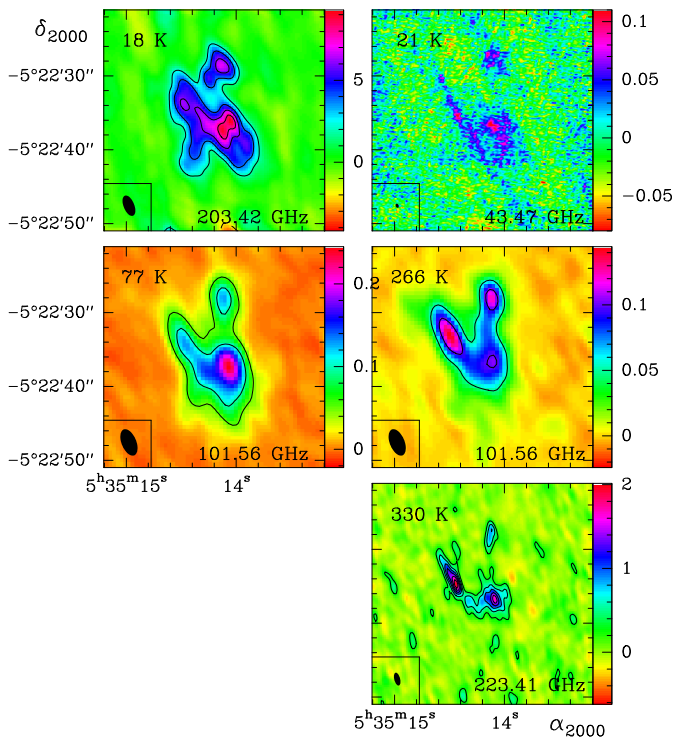 δ2000
18 K
21 K
0.1
−5°22′30″
0.05
5
0
−5°22′40″
0
−0.05
−5°22′50″
203.42 GHz
43.47 GHz
77 K
266 K
0.2
0.1
−5°22′30″
0.1
0.05
−5°22′40″
0
0
−5°22′50″
101.56 GHz
101.56 GHz
5ʰ35ᵐ15ˢ
14ˢ
330 K
2
1
0
223.41 GHz
5ʰ35ᵐ15ˢ
14ˢ
α2000